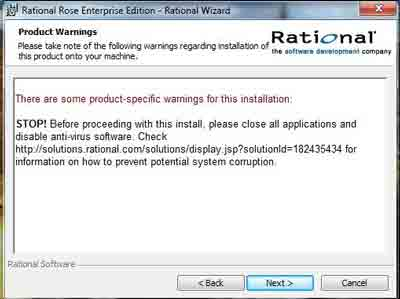 Rational Rose Enterprise Edition - Rational Wizard
Product Warnings
Please take note of the following warnings regarding installation of
this product onto your machine.
Rational
the software development company
There are some product-specific warnings for this installation:
STOP! Before proceeding with this install, please close all applications and
disable anti-virus software. Check
http://solutions.rational.com/solutions/display.jsp?solutionId=182435434 for
information on how to prevent potential system corruption.
Rational Software
< Back
Next >
Cancel